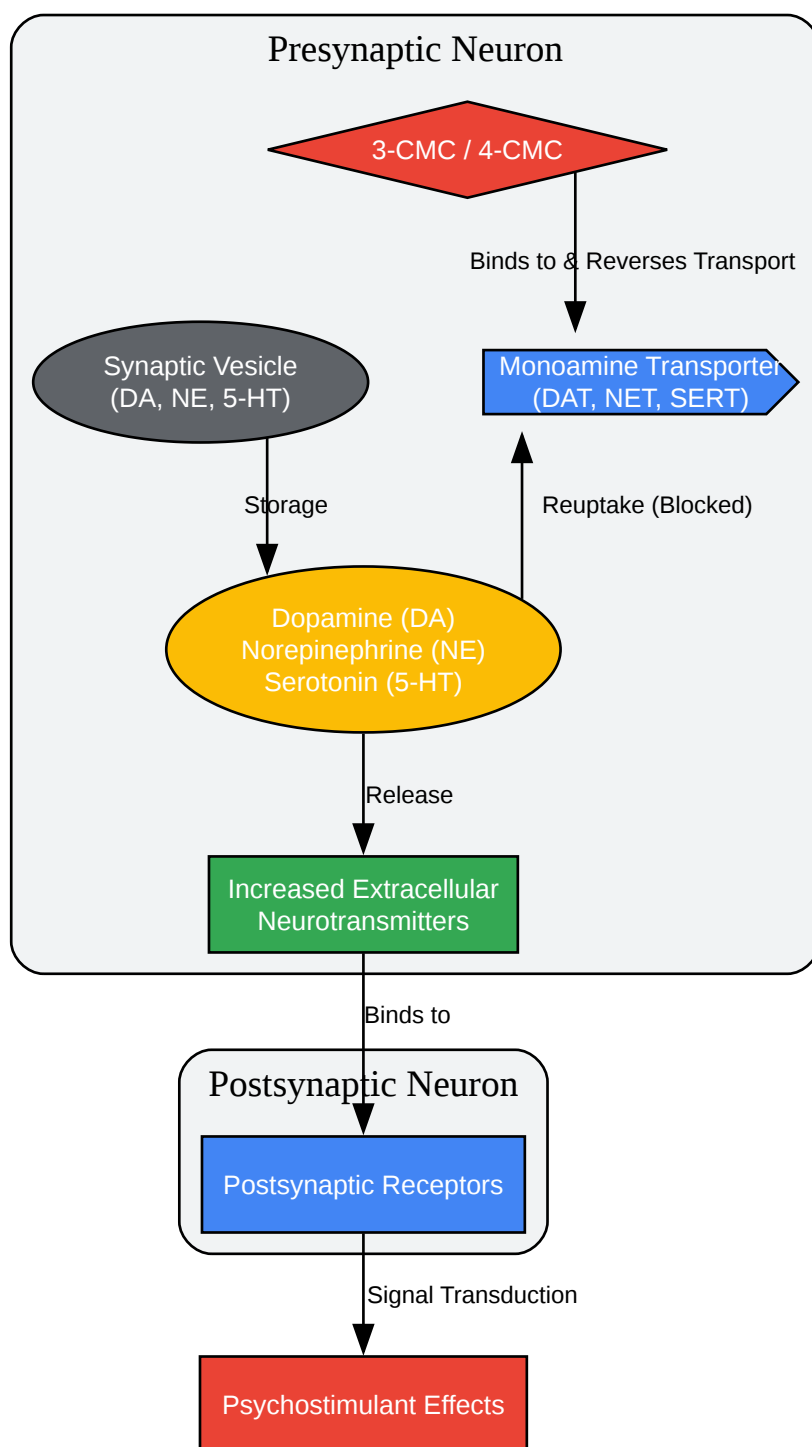 Presynaptic Neuron
3-CMC / 4-CMC
Binds to & Reverses Transport
Synaptic Vesicle
(DA, NE, 5-HT)
Monoamine Transporter
(DAT, NET, SERT)
Storage
Reuptake (Blocked)
Dopamine (DA)
Norepinephrine (NE)
Serotonin (5-HT)
Release
Increased Extracellular
Neurotransmitters
Binds to
Postsynaptic Neuron
Postsynaptic Receptors
Signal Transduction
Psychostimulant Effects